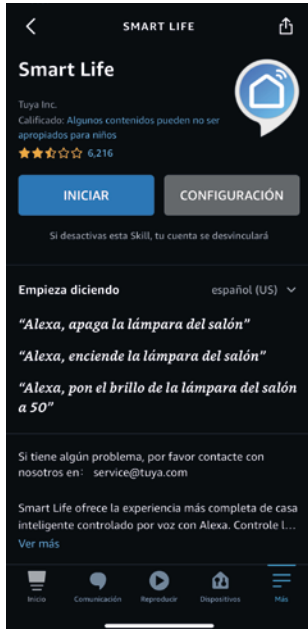 SMART LIFE
Smart Life
Tuya Inc.
Calificado: Algunos contenidos pueden no ser
apropiados para niños
6,216
INICIAR
CONFIGURACIÓN
Si desactivas esta Skill, tu cuenta se desvinculará
Empieza diciendo
español (US)
“Alexa, apaga la lámpara del salón”
“Alexa, enciende la lámpara del salón”
“Alexa, pon el brillo de la lámpara del salón
a 50”
Si tiene algún problema, por favor contacte con
nosotros en: service@tuya.com
Smart Life ofrece la experiencia más completa de casa
inteligente controlado por voz con Alexa. Controle l...
Ver más
Inicio
Comunicación
Reproducir
Dispositivos
Más